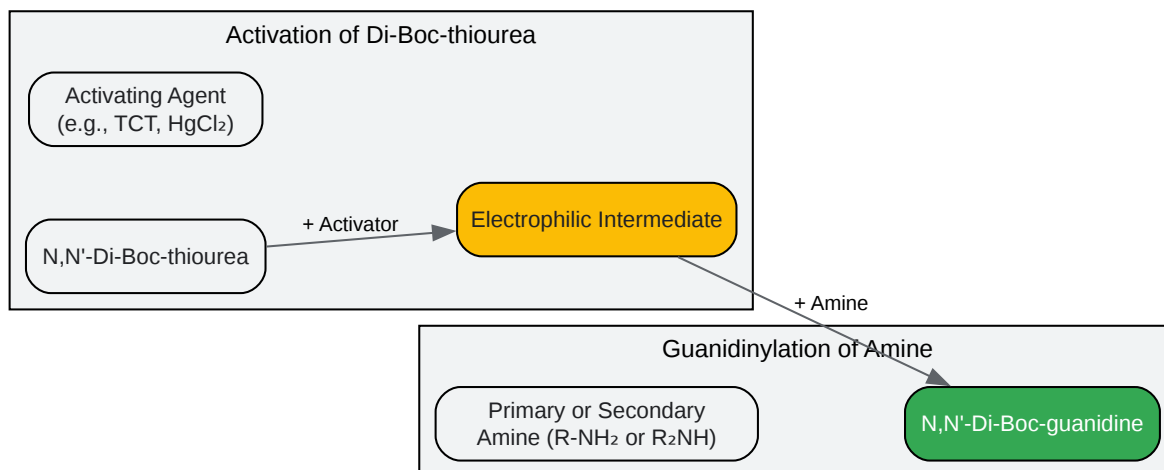 Activation of Di-Boc-thiourea
Activating Agent
(e.g., TCT, HgCl₂)
N,N'-Di-Boc-thiourea
+ Activator
Electrophilic Intermediate
+ Amine
Guanidinylation of Amine
Primary or Secondary
Amine (R-NH₂ or R₂NH)
N,N'-Di-Boc-guanidine